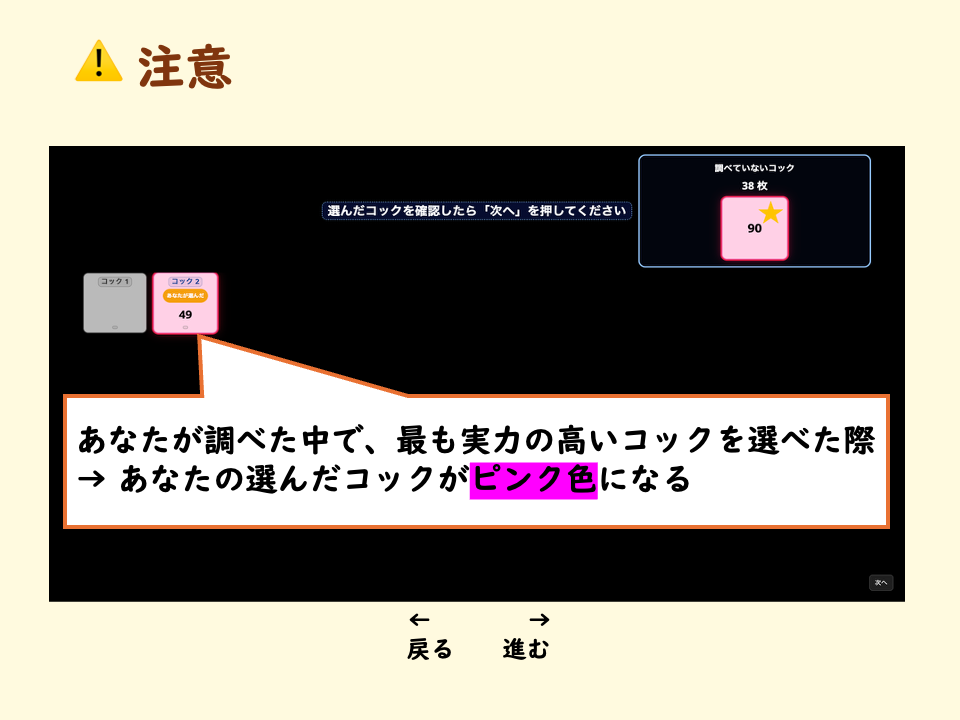 ⚠️ 注意
調べていないコック
38 枚
90
選んだコックを確認したら「次へ」を押してください
コック 1
コック 2
あなたが選んだ
49
あなたが調べた中で、最も実力の高いコックを選べた際
→ あなたの選んだコックがピンク色になる
次へ
← →
戻る 進む